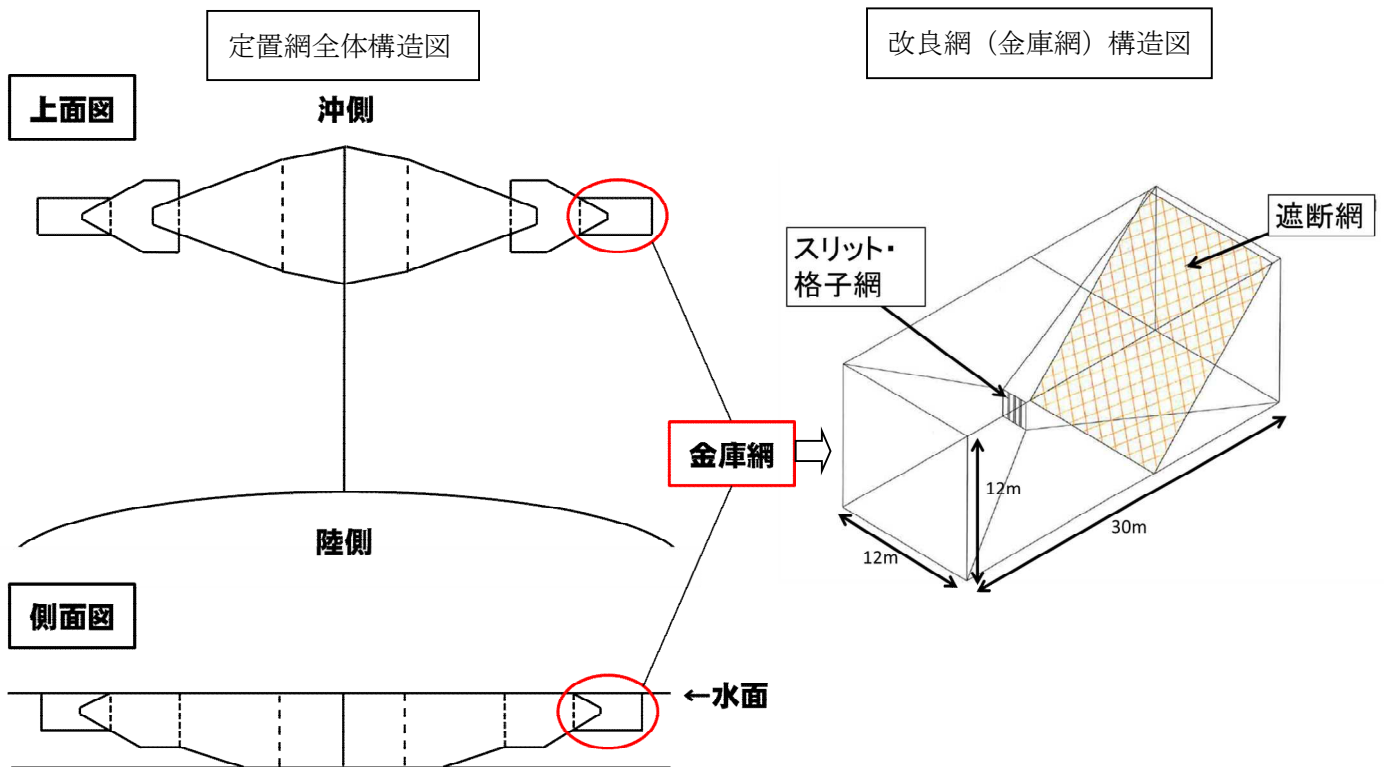 定置網全体構造図
改良網（金庫網）構造図
上面図
沖側
スリット・
格子網
遮断網
金庫網
12m
30m
12m
陸側
側面図
←水面